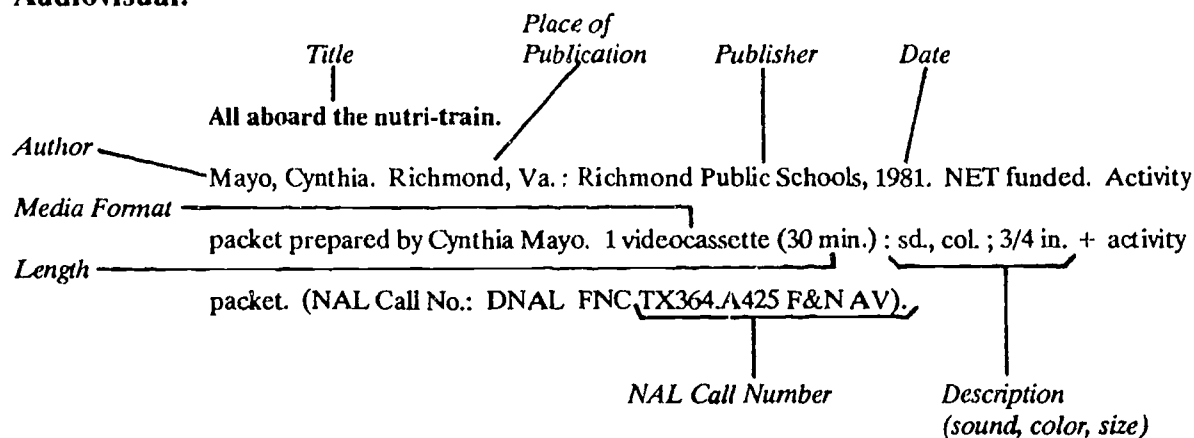 Audiovisual:
Place of
Title Publication Publisher Date
All aboard the nutri-train.
Author
Mayo, Cynthia. Richmond, Va. : Richmond Public Schools, 1981. NET funded. Activity
Media Format
packet prepared by Cynthia Mayo. 1 videocassette (30 min.) : sd., col. ; 3/4 in. + activity
Length
packet. (NAL Call No.: DNAL FNC TX364.A425 F&N AV).
NAL Call Number Description
(sound, color, size)